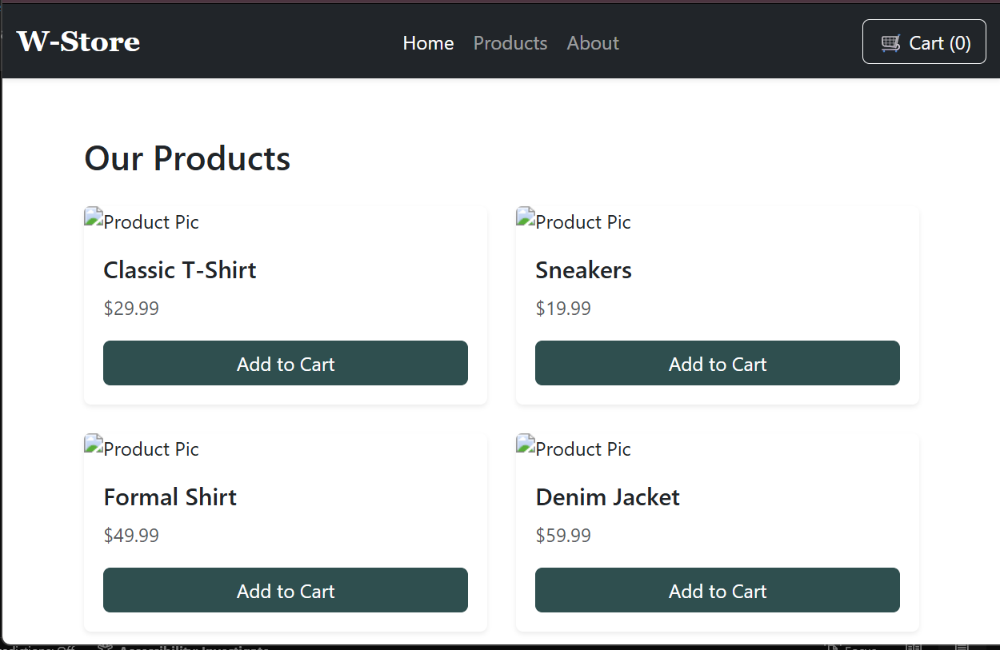 W-Store
Home Products About
Cart (0)
Our Products
Product Pic
Classic T-Shirt
$29.99
Add to Cart
Product Pic
Sneakers
$19.99
Add to Cart
Product Pic
Formal Shirt
$49.99
Add to Cart
Product Pic
Denim Jacket
$59.99
Add to Cart